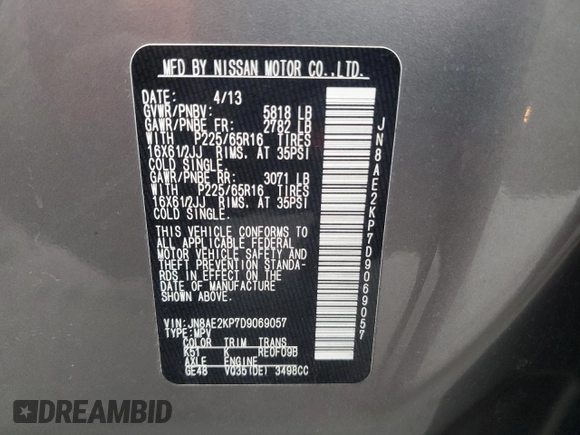 MFD BY NISSAN MOTOR CO.,LTD.
DATE: 4/13
GVWR/PNBV: 5818 LB
GAWR/PNBE FR: 2782 LB
WITH P225/65R16 TIRES
16X61/2JJ RIMS. AT 35PSI
COLD SINGLE.
GAWR/PNBE RR: 3071 LB
WITH P225/65R16 TIRES
16X61/2JJ RIMS. AT 35PSI
COLD SINGLE.
THIS VEHICLE CONFORMS TO
ALL APPLICABLE FEDERAL
MOTOR VEHICLE SAFETY AND
THEFT PREVENTION STANDA-
RDS IN EFFECT ON THE
DATE OF MANUFACTURE
SHOWN ABOVE.
VIN:JN8AE2KP7D9069057
TYPE:MPV
COLOR TRIM TRANS
K51 K RE0F09B
AXLE ENGINE
GE48 VQ35(DE) 3498CC
JN8AE2KP7D9069057
DREAMBID